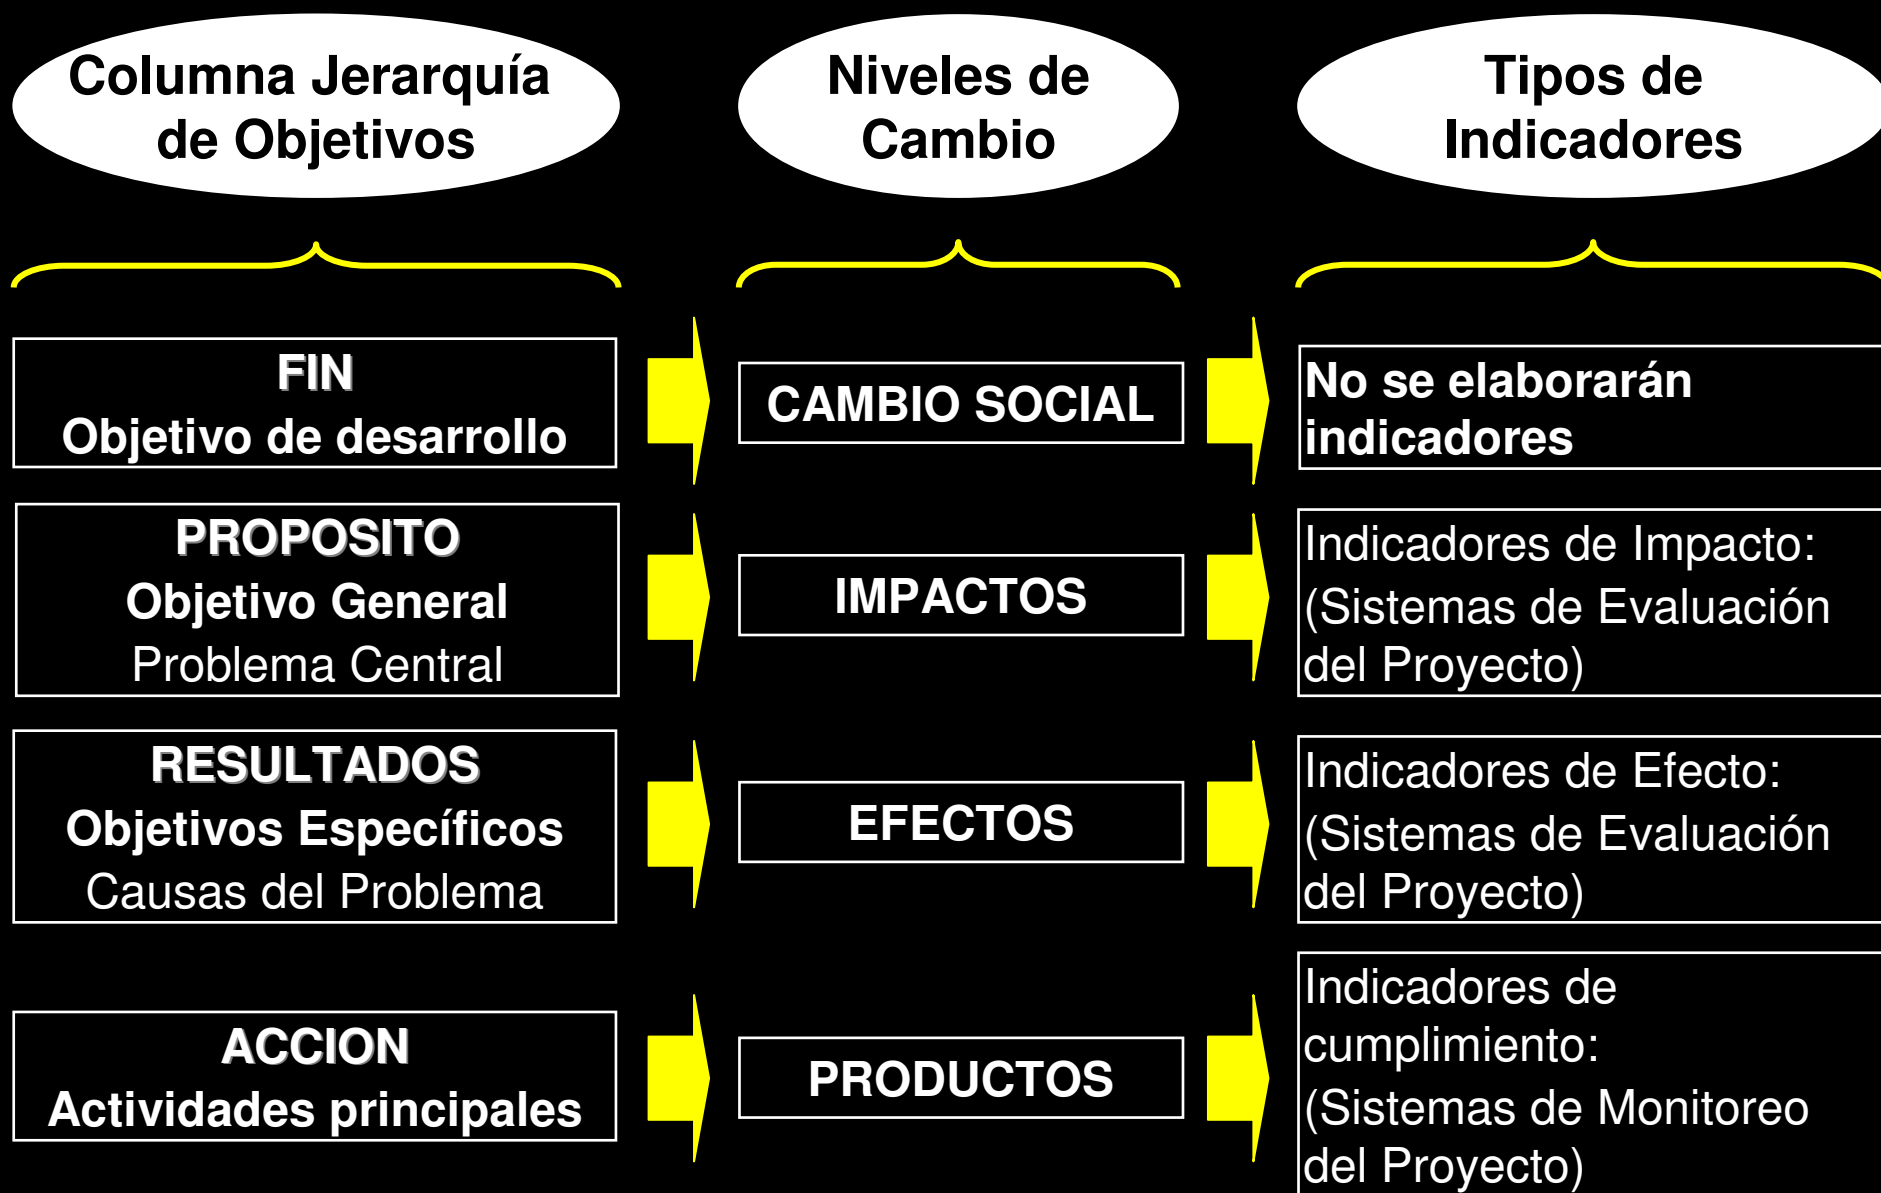 Columna Jerarquía
de Objetivos
Niveles de
Cambio
Tipos de
Indicadores
FIN
Objetivo de desarrollo
CAMBIO SOCIAL
No se elaborarán
indicadores
PROPOSITO
Objetivo General
Problema Central
IMPACTOS
Indicadores de Impacto:
(Sistemas de Evaluación
del Proyecto)
RESULTADOS
Objetivos Específicos
Causas del Problema
EFECTOS
Indicadores de Efecto:
(Sistemas de Evaluación
del Proyecto)
ACCION
Actividades principales
PRODUCTOS
Indicadores de
cumplimiento:
(Sistemas de Monitoreo
del Proyecto)